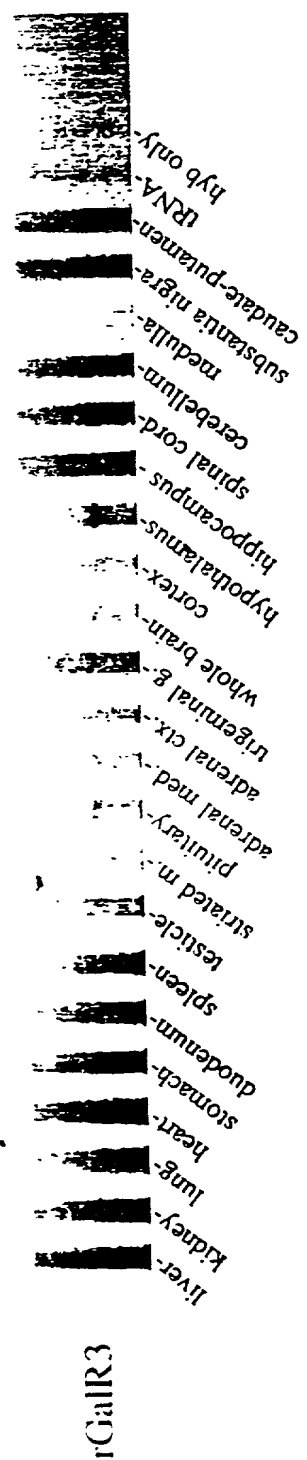 rGalR3
liver-
kidney-
lung-
heart-
stomach-
duodenum-
spleen-
testicle-
striated m.-
pituitary-
adrenal med-
adrenal ctx-
trigeminal g.-
whole brain-
cortex-
hypothalamus-
hippocampus-
spinal cord-
cerebellum-
medulla-
substantia nigra-
caudate-putamen-
tRNA-
hyb only-